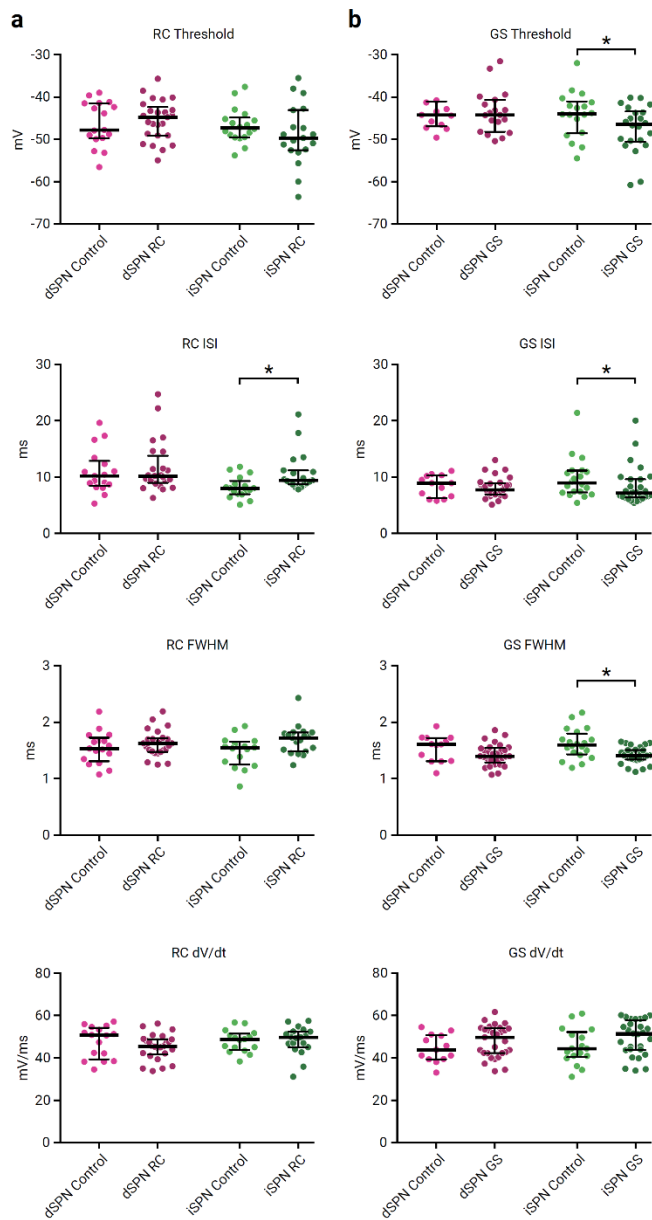 a
RC Threshold
mV
-30
-40
-50
-60
-70
dSPN Control
dSPN RC
iSPN Control
iSPN RC
RC ISI
ms
30
20
10
0
*
dSPN Control
dSPN RC
iSPN Control
iSPN RC
RC FWHM
ms
3
2
1
0
dSPN Control
dSPN RC
iSPN Control
iSPN RC
RC dV/dt
mV/ms
80
60
40
20
0
dSPN Control
dSPN RC
iSPN Control
iSPN RC
b
GS Threshold
mV
-30
-40
-50
-60
-70
*
dSPN Control
dSPN GS
iSPN Control
iSPN GS
GS ISI
ms
30
20
10
0
*
dSPN Control
dSPN GS
iSPN Control
iSPN GS
GS FWHM
ms
3
2
1
0
*
dSPN Control
dSPN GS
iSPN Control
iSPN GS
GS dV/dt
mV/ms
80
60
40
20
0
dSPN Control
dSPN GS
iSPN Control
iSPN GS